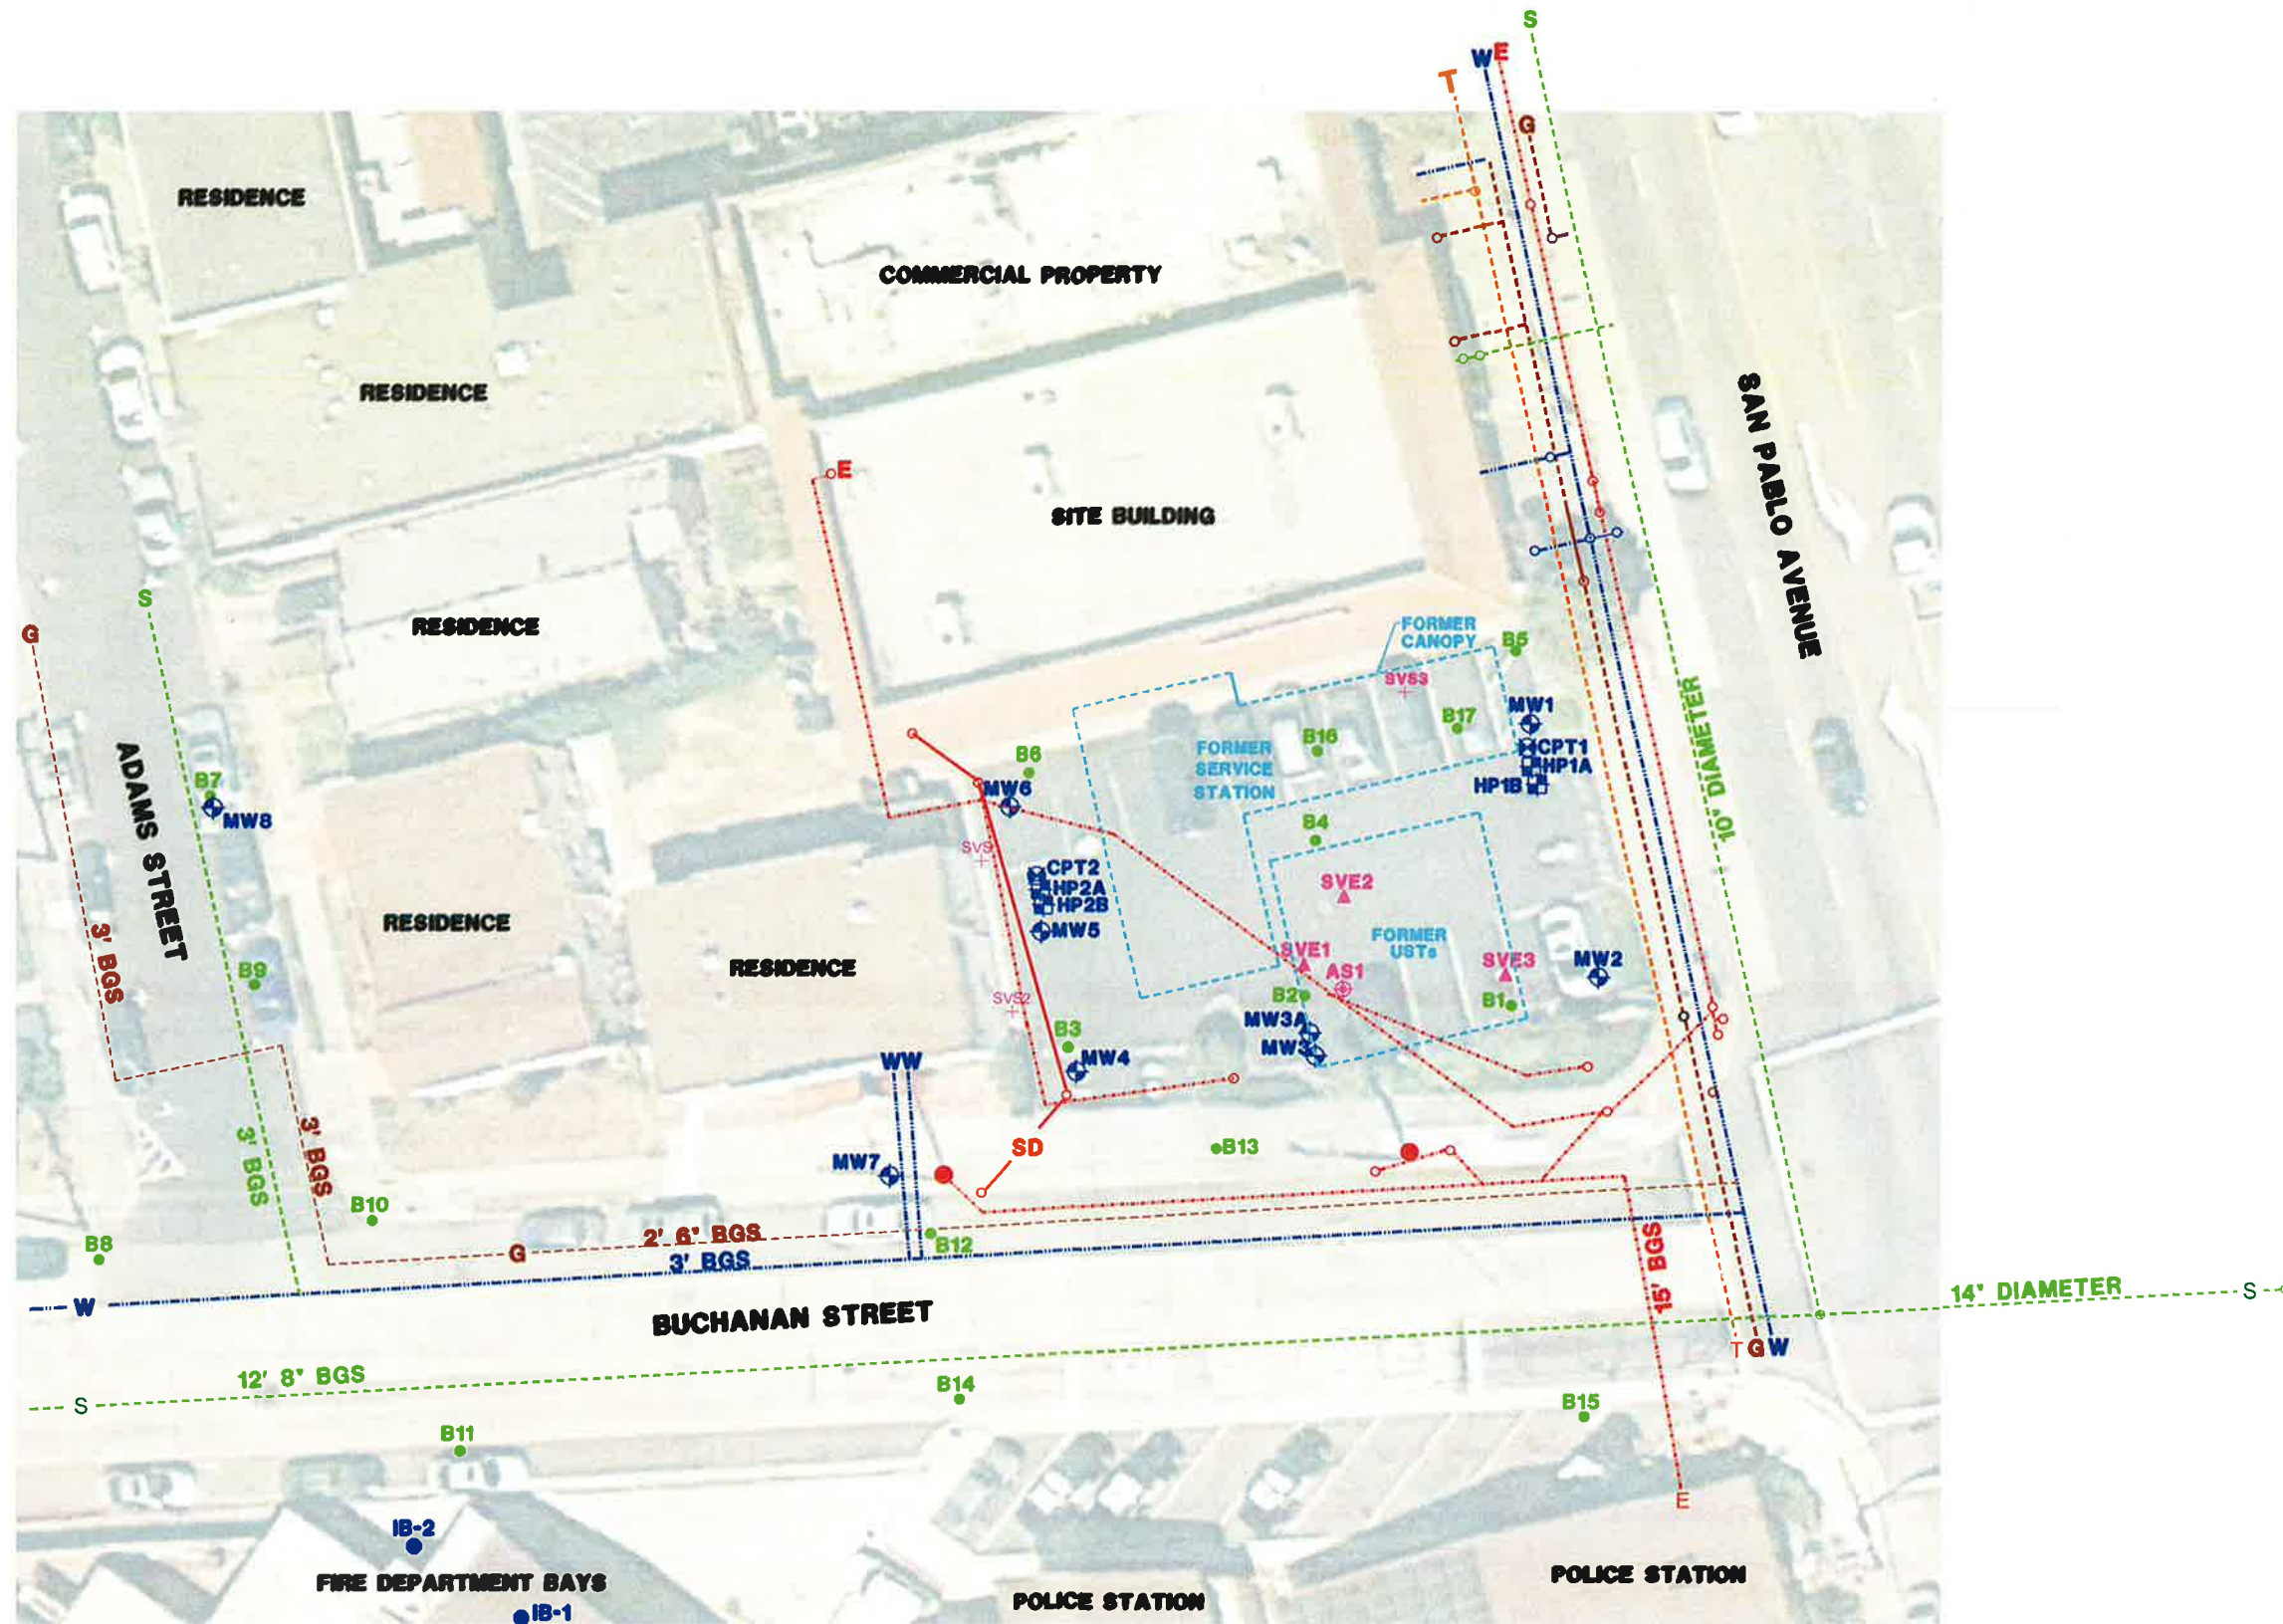 S
W E
T
G
RESIDENCE
COMMERCIAL PROPERTY
RESIDENCE
SAN PABLO AVENUE
E
SITE BUILDING
S
G
RESIDENCE
FORMER
CANOPY
B5
SVS3
MW1
B17
B16
CPT1
HP1A
HP1B
FORMER
SERVICE
STATION
10" DIAMETER
B6
MW6
B7
MW8
ADAMS STREET
B4
SVS
CPT2
HP2A
HP2B
MW5
SVE2
RESIDENCE
3' BGS
FORMER
USTs
SVE1
AS1
SVE3
MW2
RESIDENCE
B9
SVS2
B2
B1
MW3A
MW3
B3
MW4
WW
3' BGS
3' BGS
SD
B13
MW7
B10
B8
2' 6" BGS
G
3' BGS
B12
15' BGS
W
BUCHANAN STREET
14" DIAMETER
S
T G W
12' 8" BGS
S
B14
B15
B11
E
IB-2
FIRE DEPARTMENT BAYS
IB-1
POLICE STATION
POLICE STATION